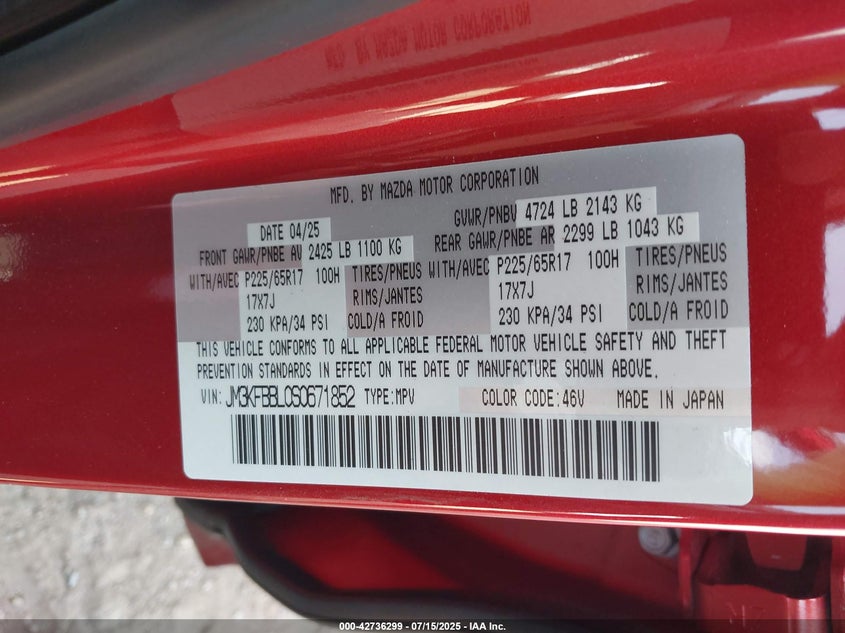 MFD. BY MAZDA MOTOR CORPORATION
DATE 04/25 GVWR/PNBV 4724 LB 2143 KG
FRONT GAWR/PNBE AV 2425 LB 1100 KG REAR GAWR/PNBE AR 2299 LB 1043 KG
WITH/AVEC P225/65R17 100H TIRES/PNEUS WITH/AVEC P225/65R17 100H TIRES/PNEUS
17X7J RIMS/JANTES 17X7J RIMS/JANTES
230 KPA/34 PSI COLD/A FROID 230 KPA/34 PSI COLD/A FROID
THIS VEHICLE CONFORMS TO ALL APPLICABLE FEDERAL MOTOR VEHICLE SAFETY AND THEFT
PREVENTION STANDARDS IN EFFECT ON THE DATE OF MANUFACTURE SHOWN ABOVE.
VIN: JM3KFBBL0S0671852 TYPE:MPV COLOR CODE:46V MADE IN JAPAN
000-42736299 - 07/15/2025 - IAA Inc.